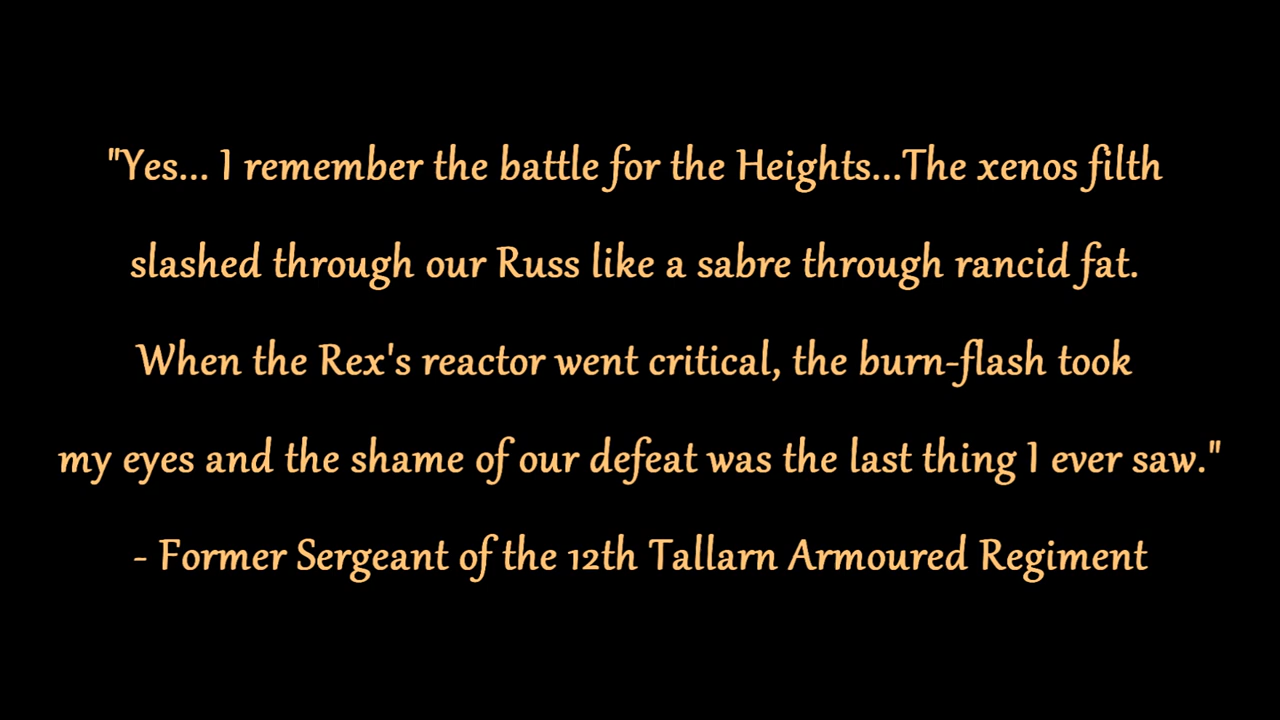 "Yes... I remember the battle for the Heights...The xenos filth
slashed through our Russ like a sabre through rancid fat.
When the Rex's reactor went critical, the burn-flash took
my eyes and the shame of our defeat was the last thing I ever saw."
- Former Sergeant of the 12th Tallarn Armoured Regiment